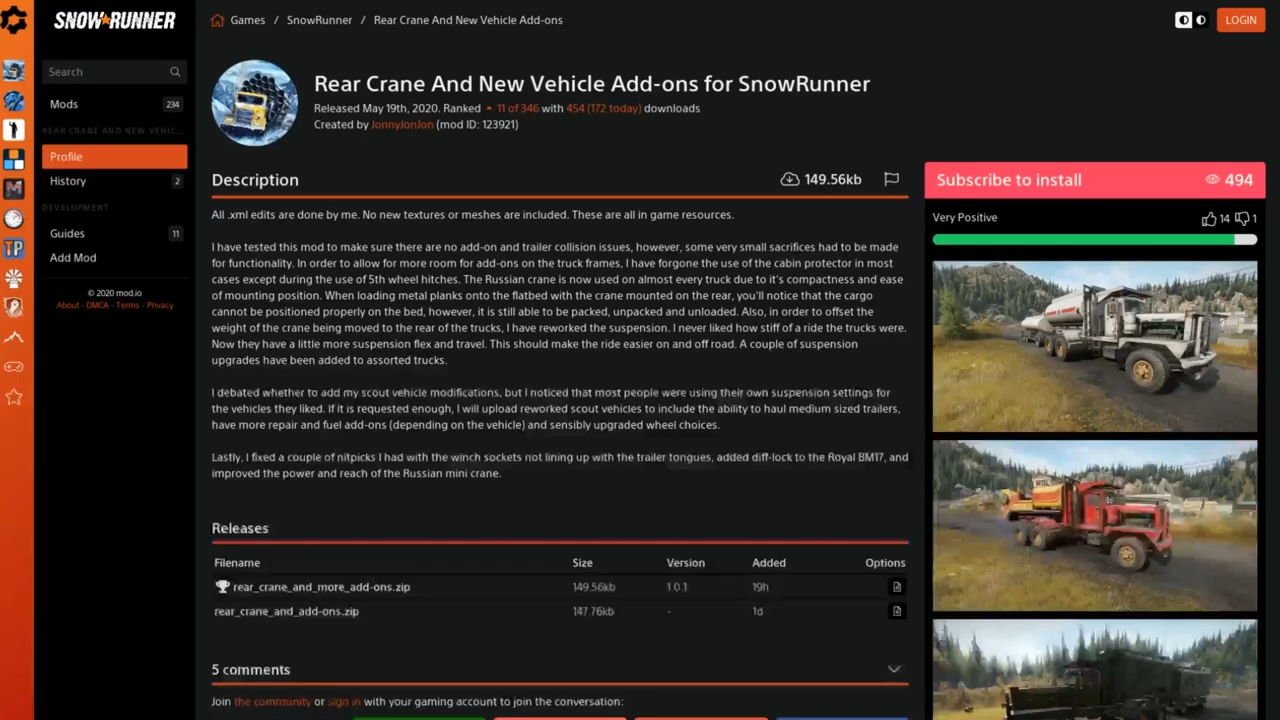 SNOWRUNNER
Games / SnowRunner / Rear Crane And New Vehicle Add-ons
LOGIN
Search
Mods 234
REAR CRANE AND NEW VEHIC...
Profile
History 2
DEVELOPMENT
Guides 11
Add Mod
© 2020 mod.io
About - DMCA - Terms - Privacy
TP
Rear Crane And New Vehicle Add-ons for SnowRunner
Released May 19th, 2020. Ranked 11 of 346 with 454 (172 today) downloads
Created by JonnyJonJon (mod ID: 123921)
Description 149.56kb
All .xml edits are done by me. No new textures or meshes are included. These are all in game resources.
I have tested this mod to make sure there are no add-on and trailer collision issues, however, some very small sacrifices had to be made
for functionality. In order to allow for more room for add-ons on the truck frames, I have forgone the use of the cabin protector in most
cases except during the use of 5th wheel hitches. The Russian crane is now used on almost every truck due to it's compactness and ease
of mounting position. When loading metal planks onto the flatbed with the crane mounted on the rear, you'll notice that the cargo
cannot be positioned properly on the bed, however, it is still able to be packed, unpacked and unloaded. Also, in order to offset the
weight of the crane being moved to the rear of the trucks, I have reworked the suspension. I never liked how stiff of a ride the trucks were.
Now they have a little more suspension flex and travel. This should make the ride easier on and off road. A couple of suspension
upgrades have been added to assorted trucks.
I debated whether to add my scout vehicle modifications, but I noticed that most people were using their own suspension settings for
the vehicles they liked. If it is requested enough, I will upload reworked scout vehicles to include the ability to haul medium sized trailers,
have more repair and fuel add-ons (depending on the vehicle) and sensibly upgraded wheel choices.
Lastly, I fixed a couple of nitpicks I had with the winch sockets not lining up with the trailer tongues, added diff-lock to the Royal BM17, and
improved the power and reach of the Russian mini crane.
Releases
Filename Size Version Added Options
rear_crane_and_more_add-ons.zip 149.56kb 1.0.1 19h
rear_crane_and_add-ons.zip 147.76kb - 1d
5 comments
Join the community or sign in with your gaming account to join the conversation:
Subscribe to install 494
Very Positive 14 1